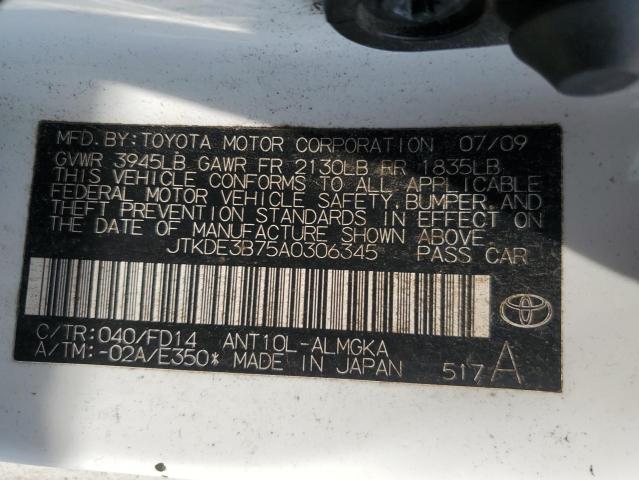 MFD. BY: TOYOTA MOTOR CORPORATION 07/09
GVWR 3945LB GAWR FR 2130LB RR 1835LB
THIS VEHICLE CONFORMS TO ALL APPLICABLE
FEDERAL MOTOR VEHICLE SAFETY, BUMPER, AND
THEFT PREVENTION STANDARDS IN EFFECT ON
THE DATE OF MANUFACTURE SHOWN ABOVE.
JTKDE3B75A0306345 PASS CAR
C/TR: 040/FD14 ANT10L-ALMGKA
A/TM: -02A/E350* MADE IN JAPAN 517 A